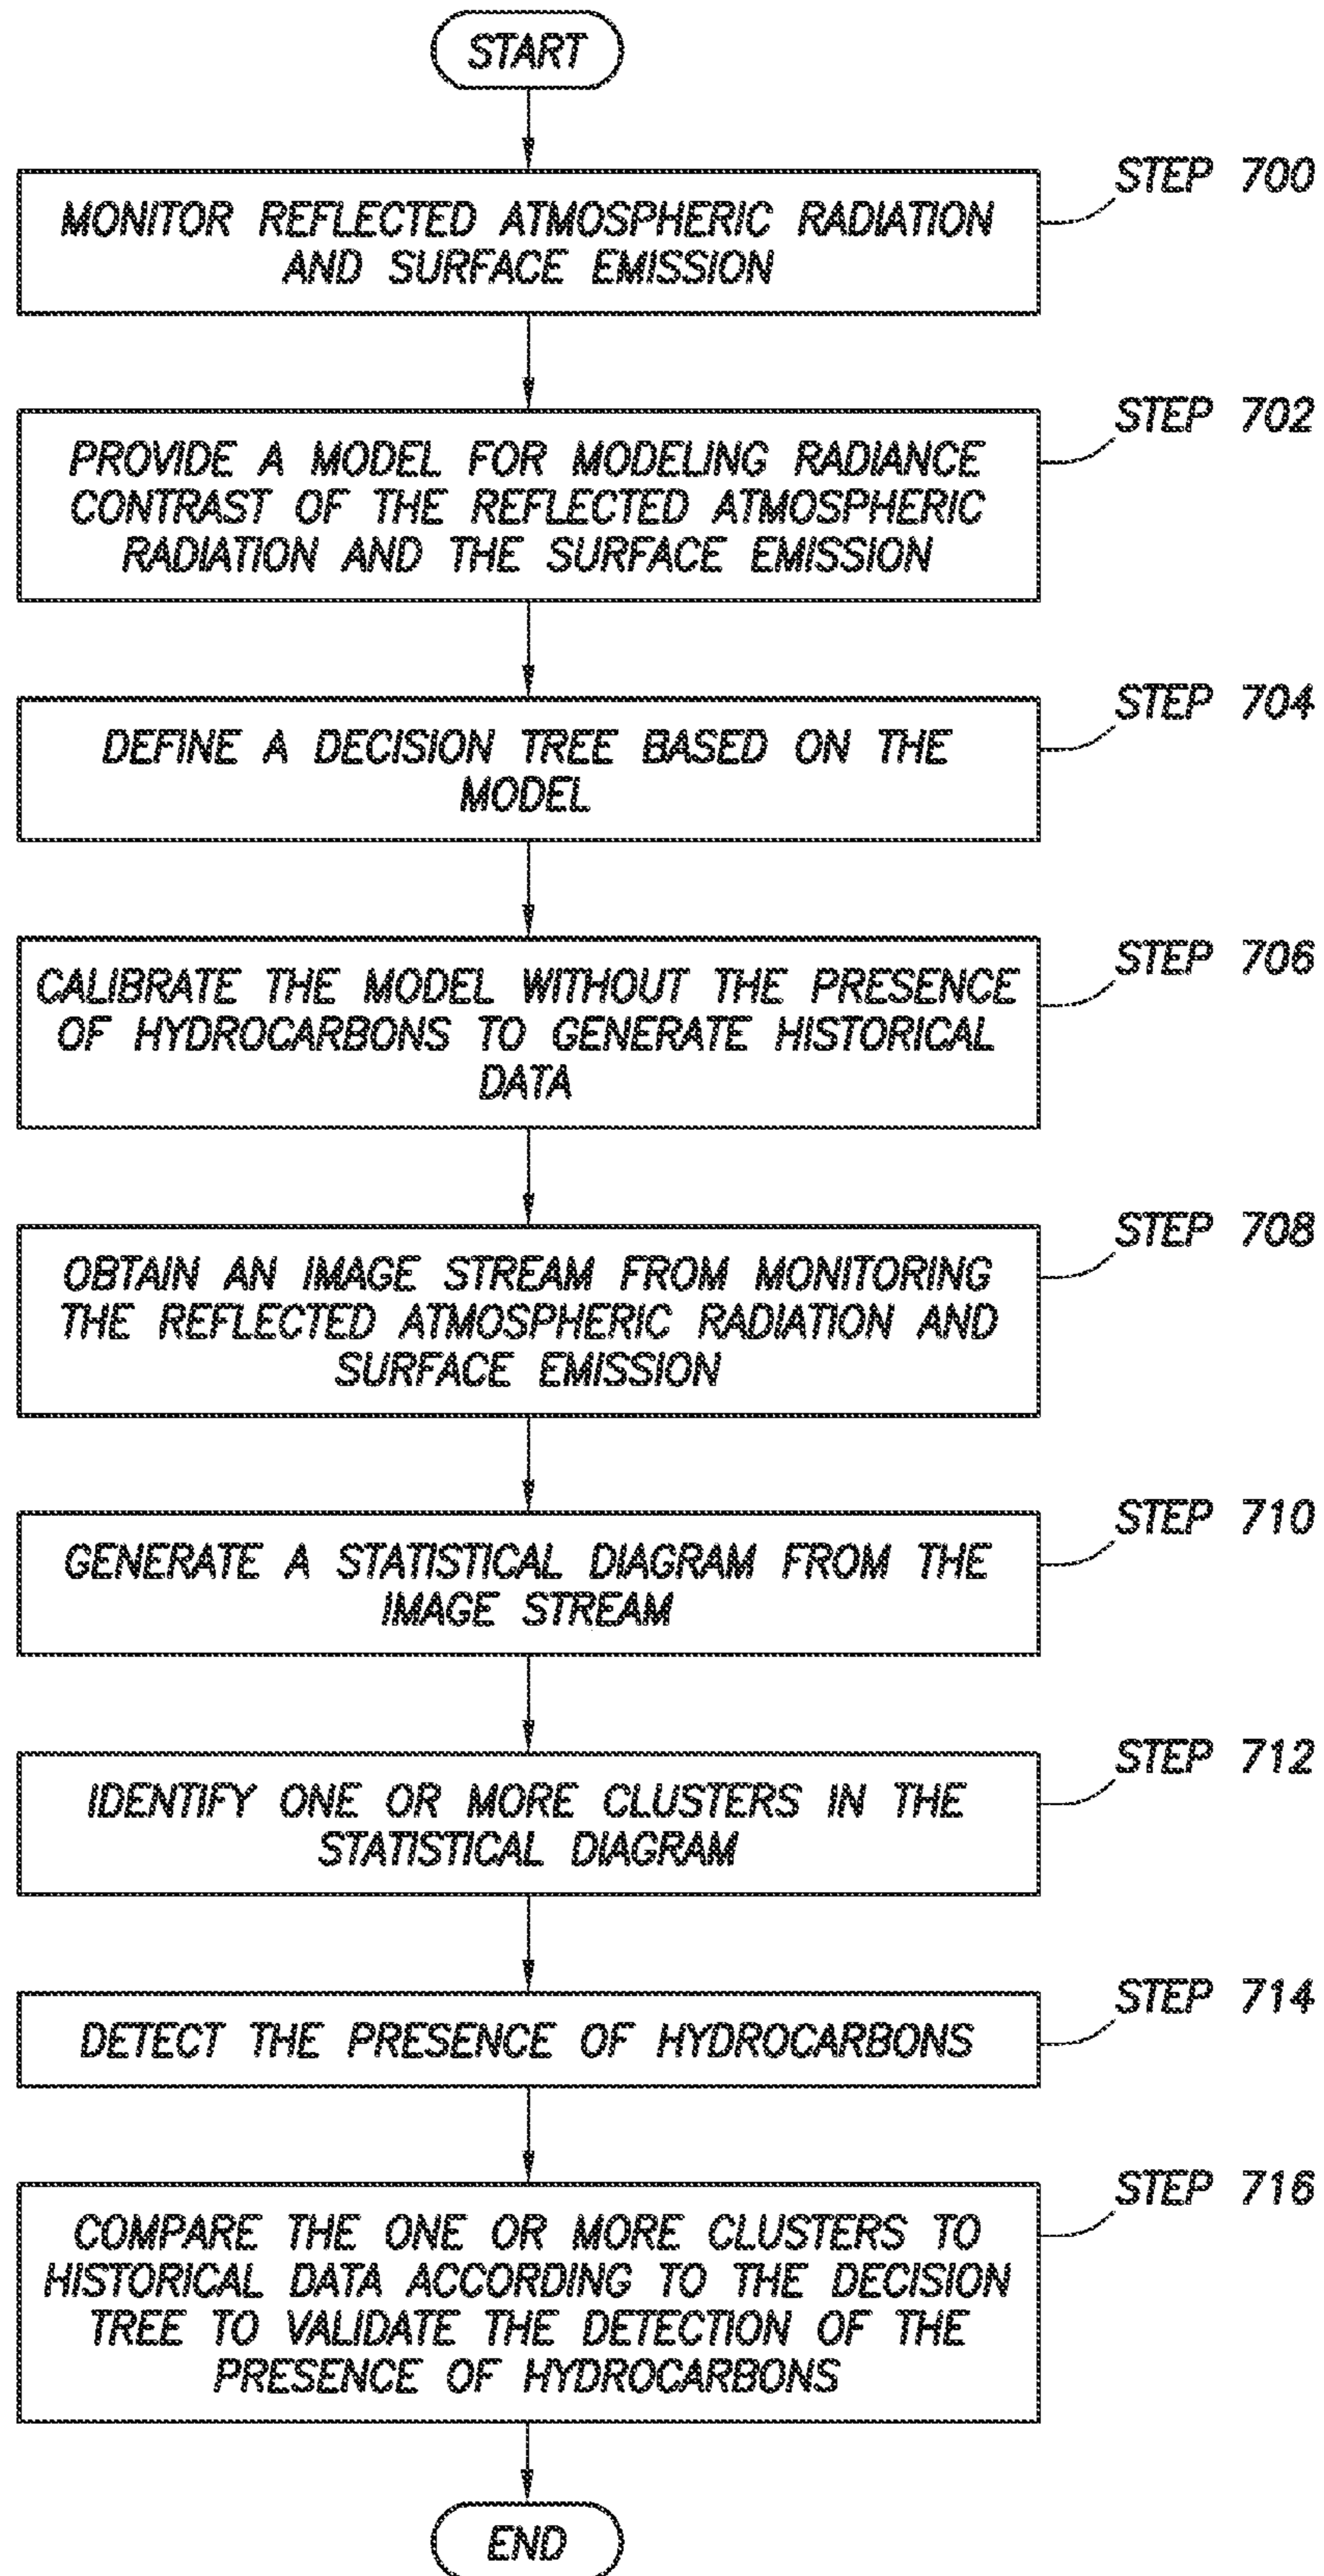 START
STEP 700
MONITOR REFLECTED ATMOSPHERIC RADIATION
AND SURFACE EMISSION
STEP 702
PROVIDE A MODEL FOR MODELING RADIANCE
CONTRAST OF THE REFLECTED ATMOSPHERIC
RADIATION AND THE SURFACE EMISSION
STEP 704
DEFINE A DECISION TREE BASED ON THE
MODEL
STEP 706
CALIBRATE THE MODEL WITHOUT THE PRESENCE
OF HYDROCARBONS TO GENERATE HISTORICAL
DATA
STEP 708
OBTAIN AN IMAGE STREAM FROM MONITORING
THE REFLECTED ATMOSPHERIC RADIATION AND
SURFACE EMISSION
STEP 710
GENERATE A STATISTICAL DIAGRAM FROM THE
IMAGE STREAM
STEP 712
IDENTIFY ONE OR MORE CLUSTERS IN THE
STATISTICAL DIAGRAM
STEP 714
DETECT THE PRESENCE OF HYDROCARBONS
STEP 716
COMPARE THE ONE OR MORE CLUSTERS TO
HISTORICAL DATA ACCORDING TO THE DECISION
TREE TO VALIDATE THE DETECTION OF THE
PRESENCE OF HYDROCARBONS
END